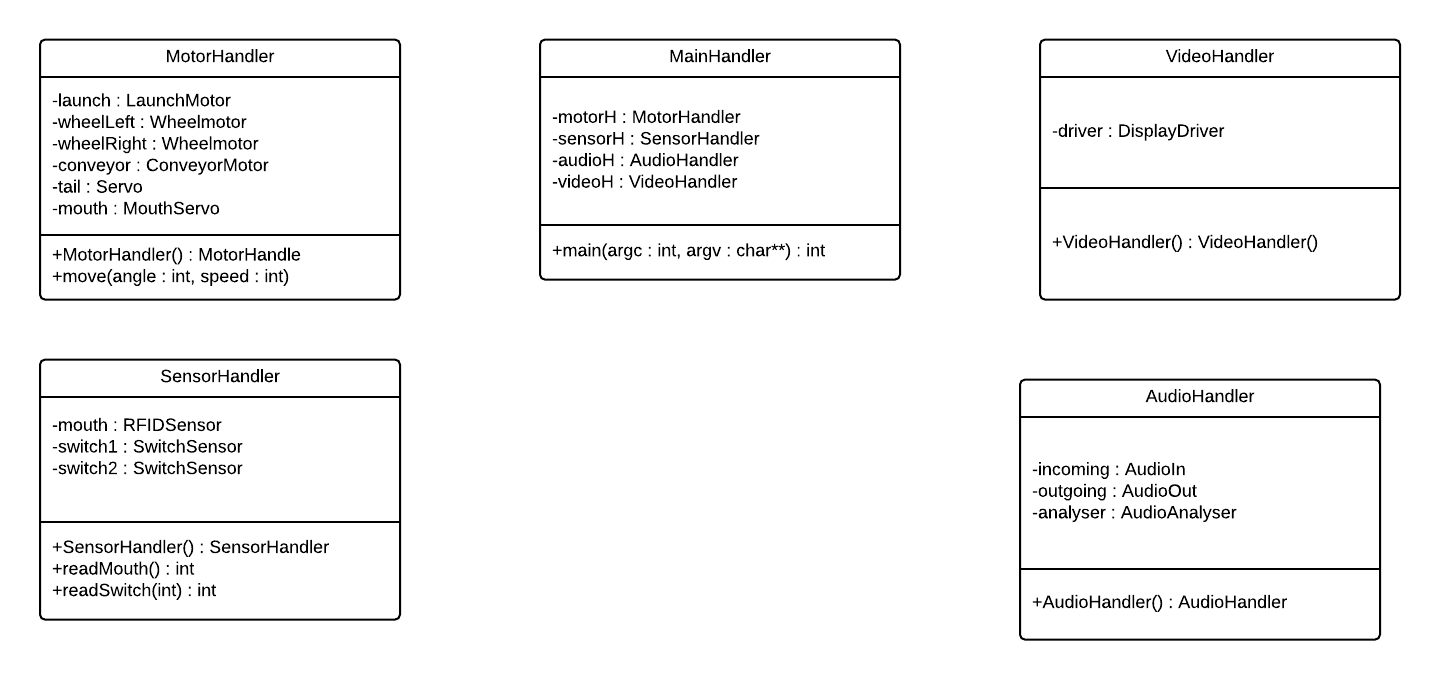 MotorHandler
-launch : LaunchMotor
-wheelLeft : Wheelmotor
-wheelRight : Wheelmotor
-conveyor : ConveyorMotor
-tail : Servo
-mouth : MouthServo
+MotorHandler() : MotorHandle
+move(angle : int, speed : int)
MainHandler
-motorH : MotorHandler
-sensorH : SensorHandler
-audioH : AudioHandler
-videoH : VideoHandler
+main(argc : int, argv : char**) : int
VideoHandler
-driver : DisplayDriver
+VideoHandler() : VideoHandler()
SensorHandler
-mouth : RFIDSensor
-switch1 : SwitchSensor
-switch2 : SwitchSensor
+SensorHandler() : SensorHandler
+readMouth() : int
+readSwitch(int) : int
AudioHandler
-incoming : AudioIn
-outgoing : AudioOut
-analyser : AudioAnalyser
+AudioHandler() : AudioHandler